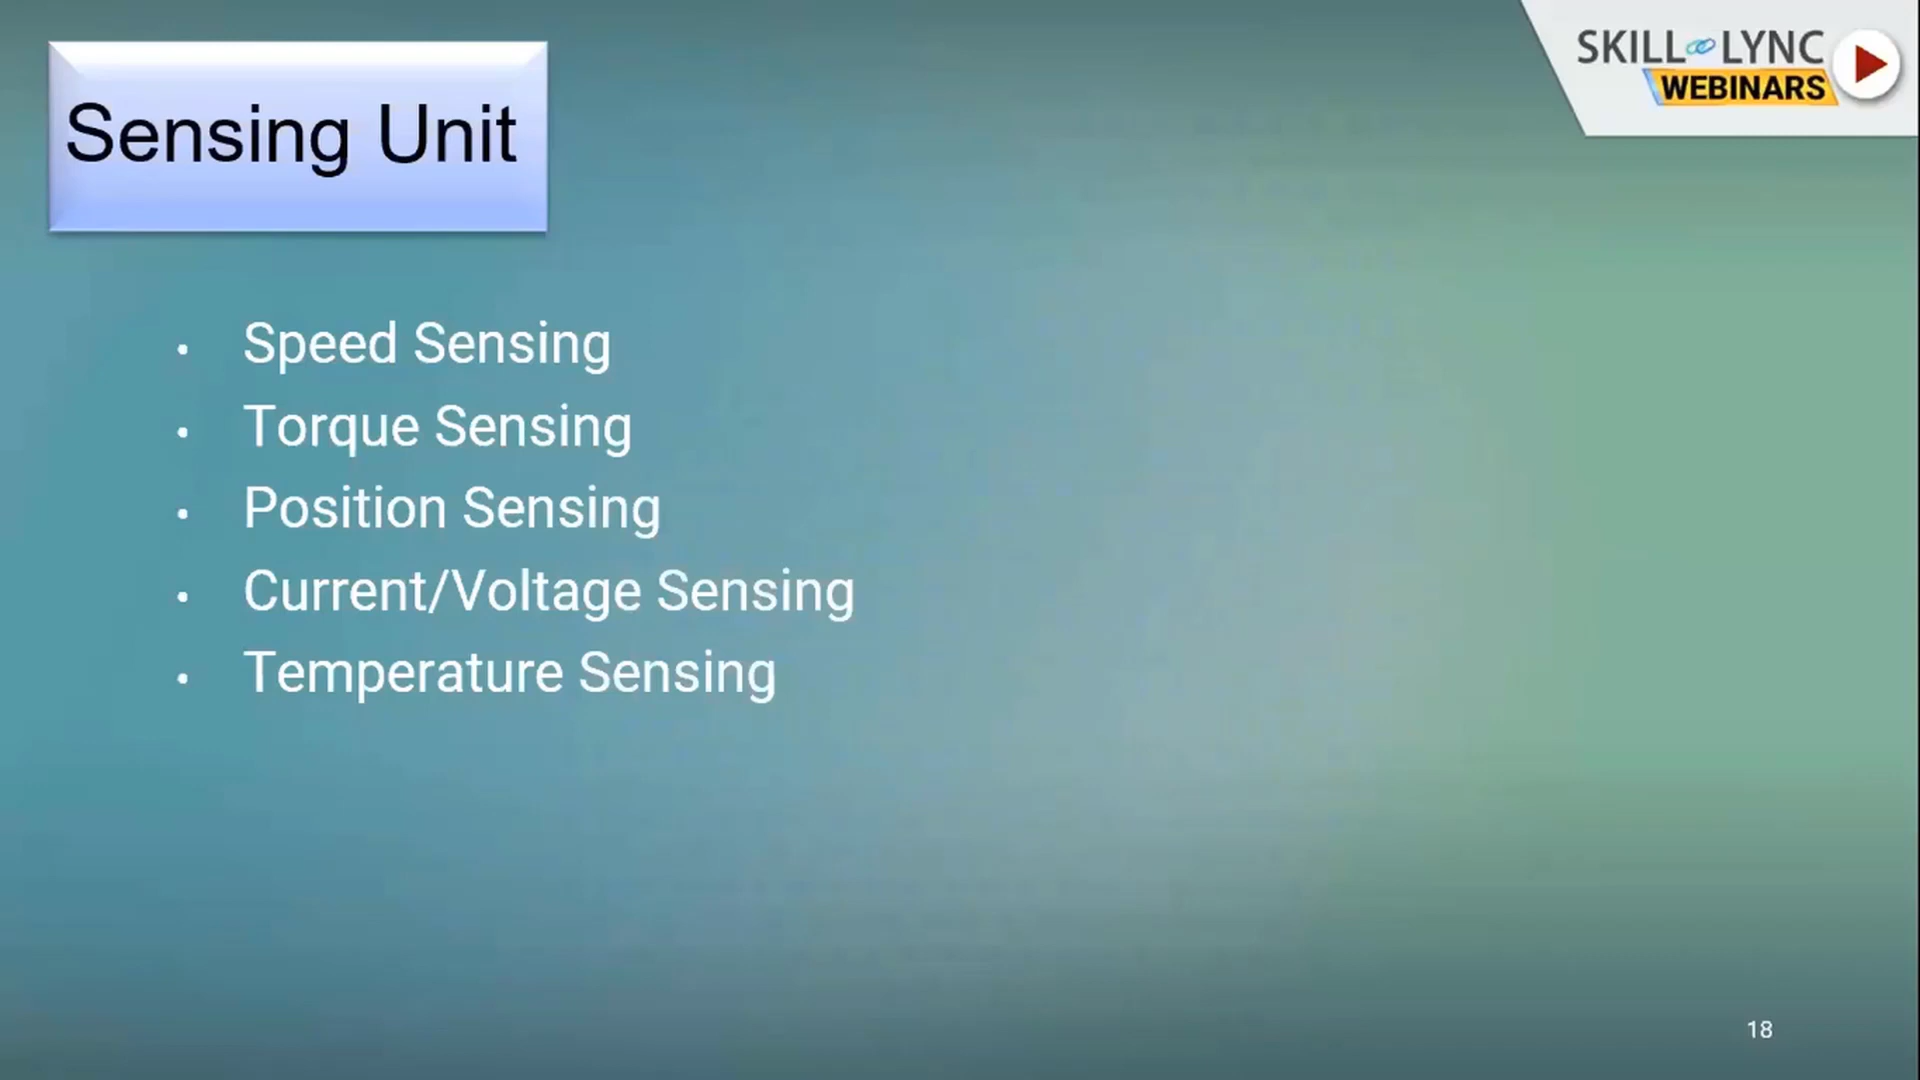 SKILL LYNC
WEBINARS
Sensing Unit
• Speed Sensing
• Torque Sensing
• Position Sensing
• Current/Voltage Sensing
• Temperature Sensing
18